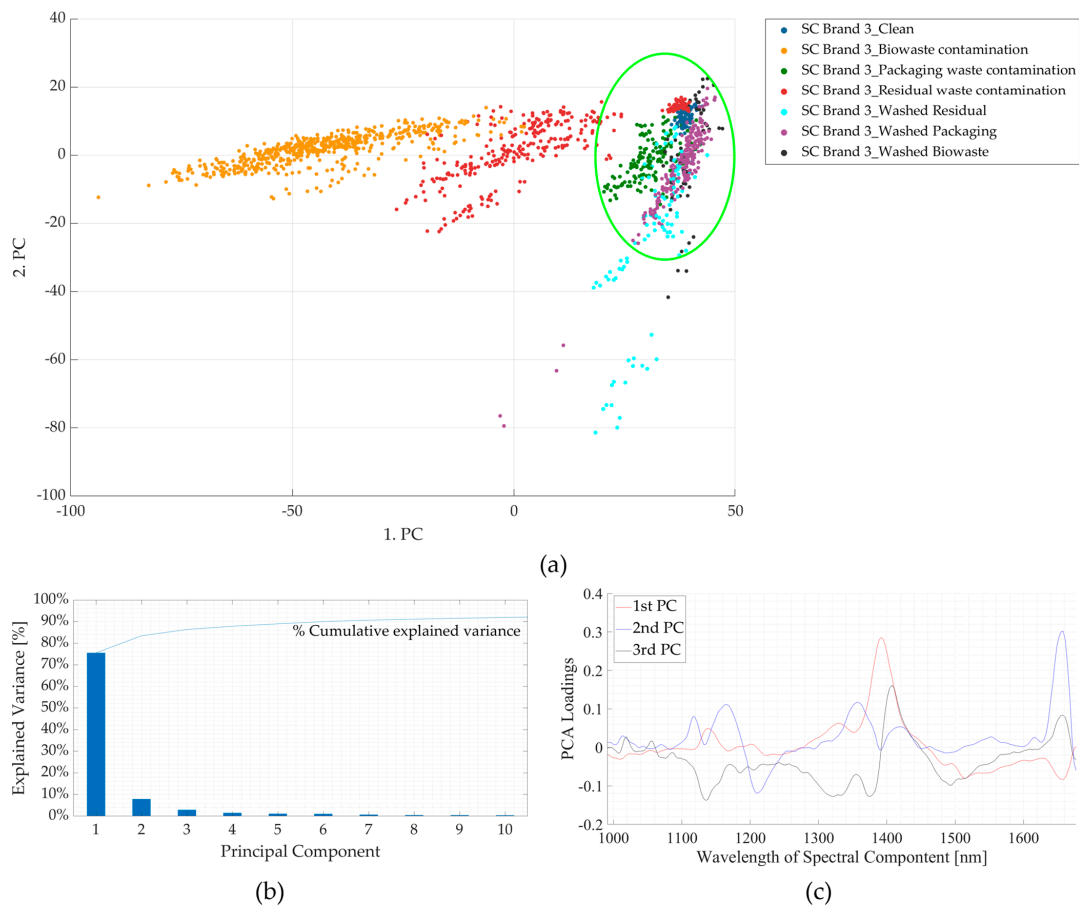 40
20
0
-20
-40
-60
-80
-100
-100
-50
0
50
2. PC
1. PC
SC Brand 3_Clean
SC Brand 3_Biowaste contamination
SC Brand 3_Packaging waste contamination
SC Brand 3_Residual waste contamination
SC Brand 3_Washed Residual
SC Brand 3_Washed Packaging
SC Brand 3_Washed Biowaste
(a)
100%
90%
80%
70%
60%
50%
40%
30%
20%
10%
0%
Explained Variance [%]
% Cumulative explained variance
1 2 3 4 5 6 7 8 9 10
Principal Component
(b)
0.4
0.3
0.2
0.1
0
-0.1
-0.2
PCA Loadings
1st PC
2nd PC
3rd PC
1000 1100 1200 1300 1400 1500 1600
Wavelength of Spectral Component [nm]
(c)